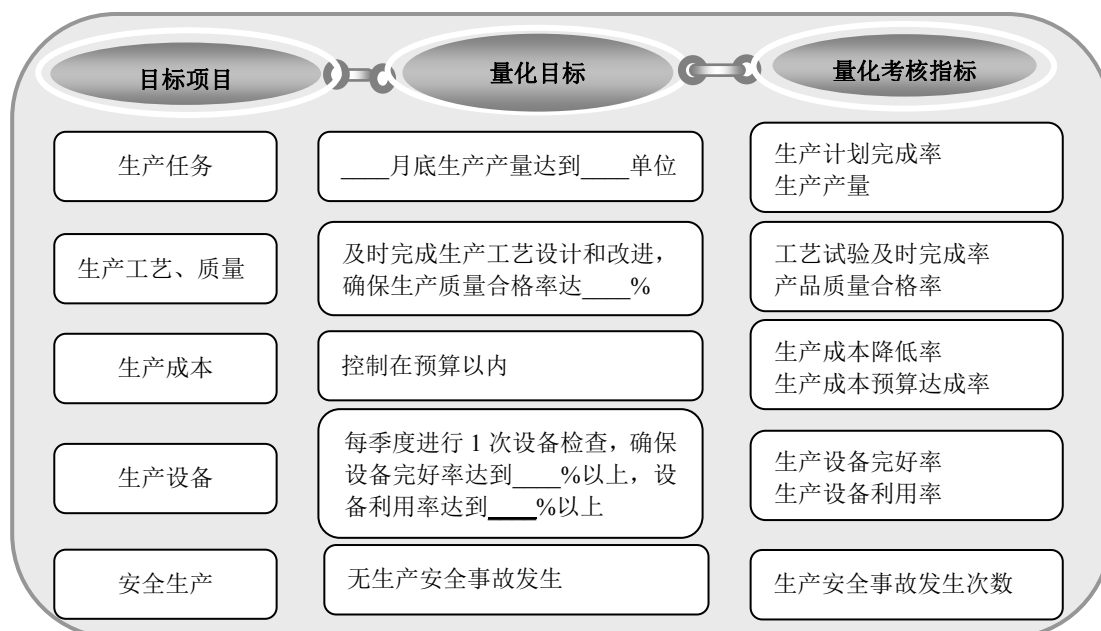 目标项目
量化目标
量化考核指标
生产任务
____月底生产产量达到____单位
生产计划完成率
生产产量
生产工艺、质量
及时完成生产工艺设计和改进，
确保生产质量合格率达____%
工艺试验及时完成率
产品质量合格率
生产成本
控制在预算以内
生产成本降低率
生产成本预算达成率
生产设备
每季度进行 1 次设备检查，确保
设备完好率达到____%以上，设
备利用率达到____%以上
生产设备完好率
生产设备利用率
安全生产
无生产安全事故发生
生产安全事故发生次数